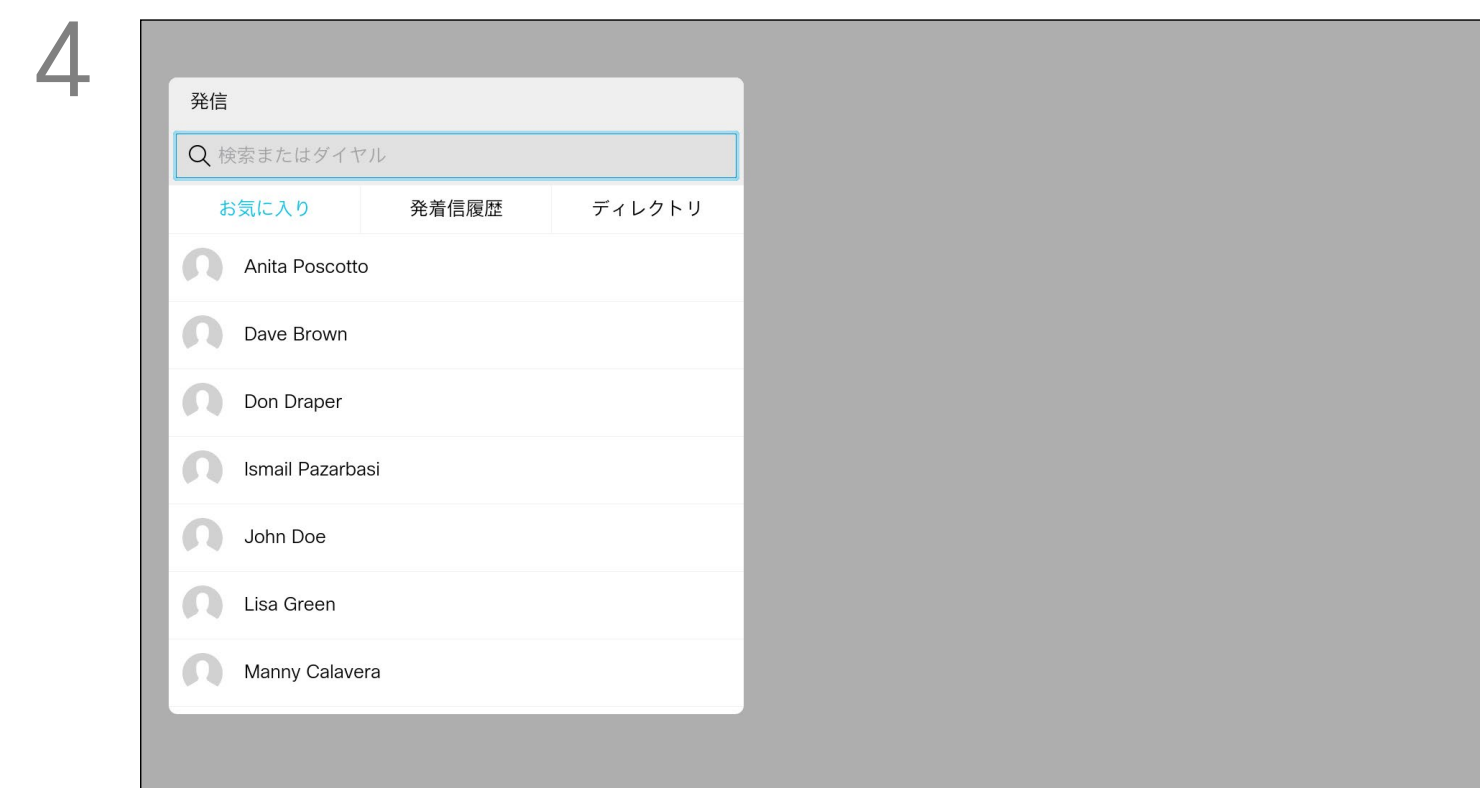 4
発信
検索またはダイヤル
お気に入り 発着信履歴 ディレクトリ
Anita Poscotto
Dave Brown
Don Draper
Ismail Pazarbasi
John Doe
Lisa Green
Manny Calavera